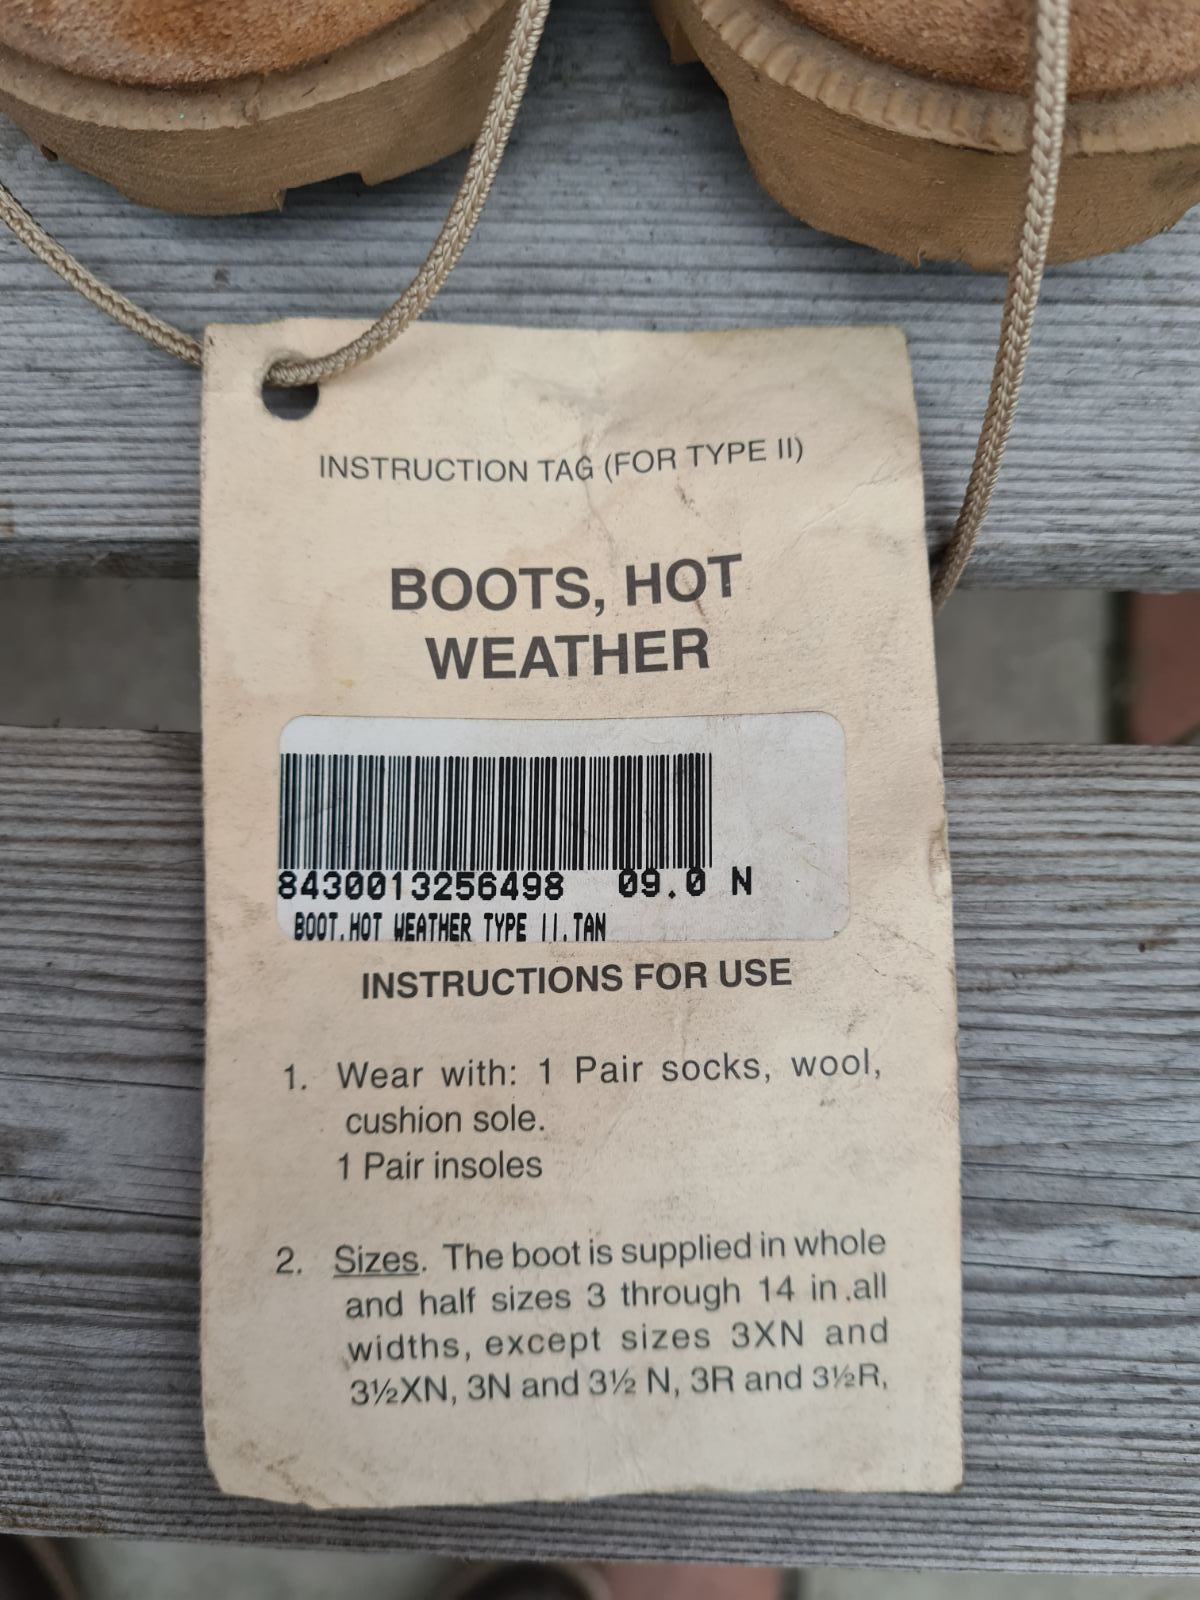 INSTRUCTION TAG (FOR TYPE II)
BOOTS, HOT
WEATHER
8430013256498 09.0 N
BOOT,HOT WEATHER TYPE II,TAN
INSTRUCTIONS FOR USE
1. Wear with: 1 Pair socks, wool,
cushion sole.
1 Pair insoles
2. Sizes. The boot is supplied in whole
and half sizes 3 through 14 in all
widths, except sizes 3XN and
3½XN, 3N and 3½ N, 3R and 3½R,